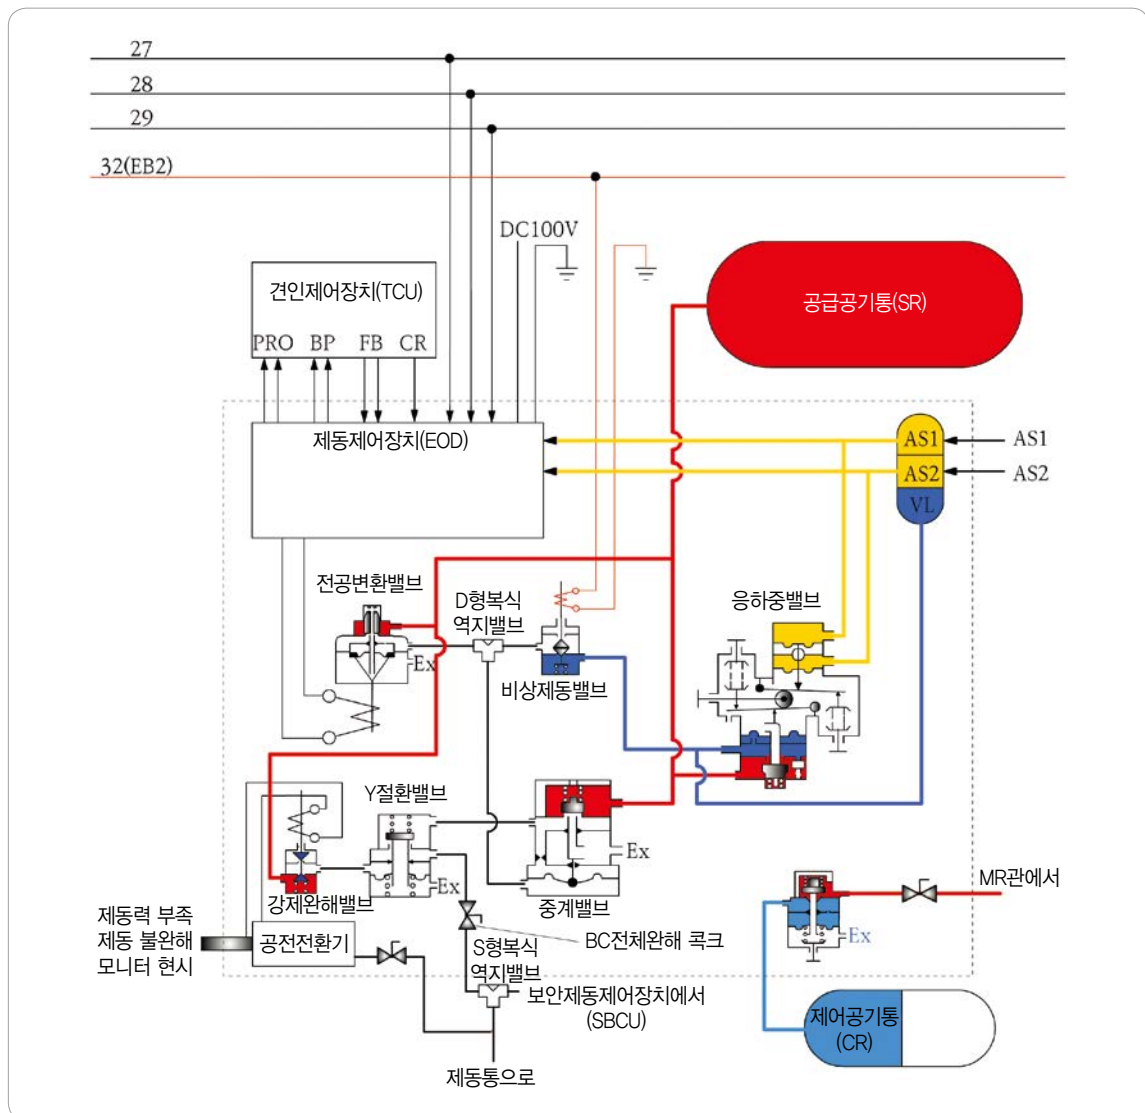 27
28
29
32(EB2)
DC100V
견인제어장치(TCU)
PRO BP FB CR
공급공기통(SR)
제동제어장치(EOD)
AS1
AS1
AS2
AS2
VL
전공변환밸브
D형복식
역지밸브
응하중밸브
Ex
비상제동밸브
Y절환밸브
Ex
강제완해밸브
Ex
중계밸브
MR관에서
제동력 부족
제동 불완해
모니터 현시
공전전환기
BC전체완해 콕크
Ex
S형복식
역지밸브
보안제동제어장치에서
(SBCU)
제어공기통
(CR)
제동통으로